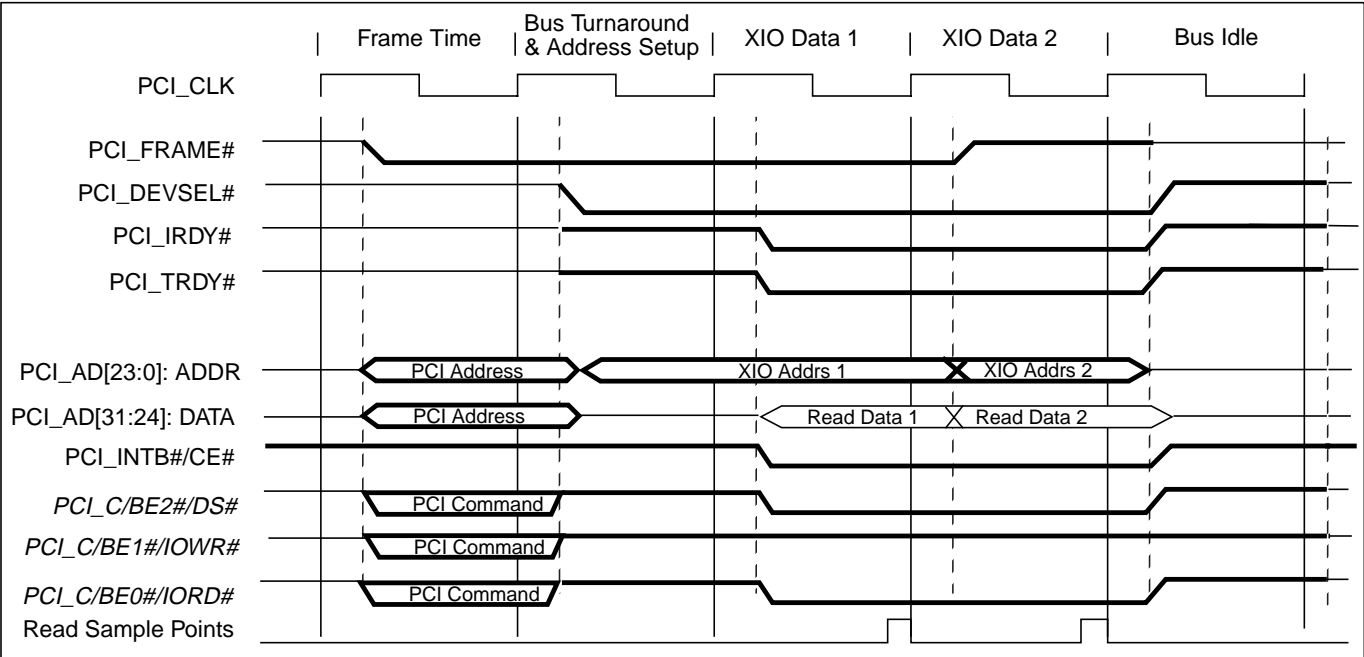 Frame Time
Bus Turnaround
& Address Setup
XIO Data 1
XIO Data 2
Bus Idle
PCI_CLK
PCI_FRAME#
PCI_DEVSEL#
PCI_IRDY#
PCI_TRDY#
PCI_AD[23:0]: ADDR
PCI Address
XIO Addrs 1
XIO Addrs 2
PCI_AD[31:24]: DATA
PCI Address
Read Data 1
Read Data 2
PCI_INTB#/CE#
PCI_C/BE2#/DS#
PCI Command
PCI_C/BE1#/IOWR#
PCI Command
PCI_C/BE0#/IORD#
PCI Command
Read Sample Points